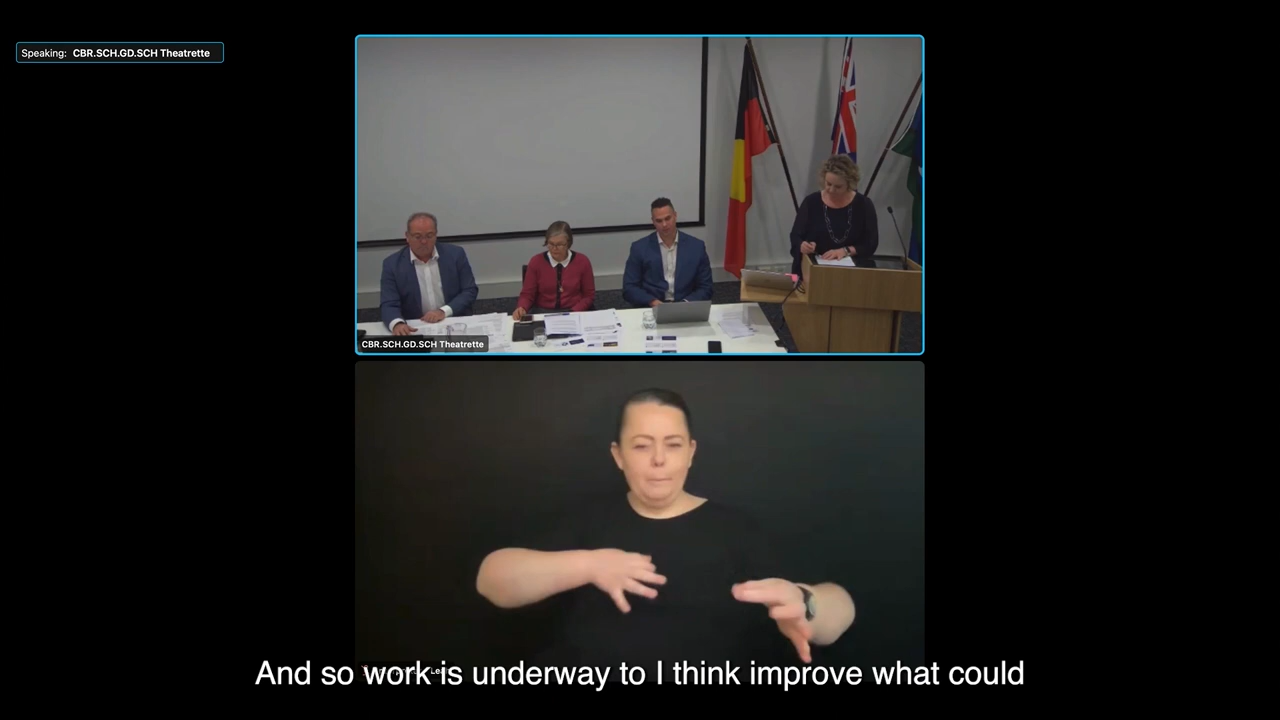 Speaking: CBR.SCH.GD.SCH Theatrette
CBR.SCH.GD.SCH Theatrette
And so work is underway to I think improve what could